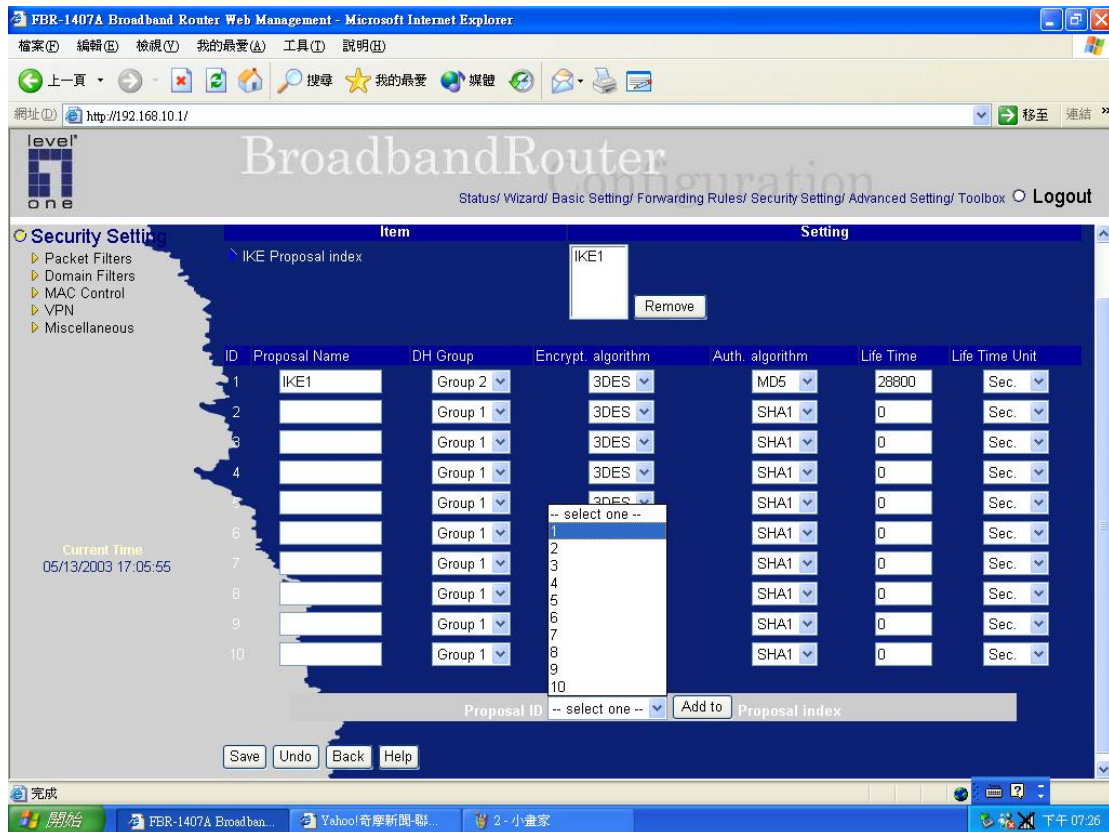 FBR-1407A Broadband Router Web Management - Microsoft Internet Explorer
檔案(F) 編輯(E) 檢視(V) 我的最愛(A) 工具(T) 說明(H)
上一頁 搜尋 我的最愛 媒體
網址(D) http://192.168.10.1/ 移至 連結 »
level one
BroadbandRouter
Configuration
Status/ Wizard/ Basic Setting/ Forwarding Rules/ Security Setting/ Advanced Setting/ Toolbox Logout
Security Setting
Packet Filters
Domain Filters
MAC Control
VPN
Miscellaneous
Current Time
05/13/2003 17:05:55
Item Setting
IKE Proposal index IKE1
Remove
ID Proposal Name DH Group Encrypt. algorithm Auth. algorithm Life Time Life Time Unit
1 IKE1 Group 2 3DES MD5 28800 Sec.
2 Group 1 3DES SHA1 0 Sec.
3 Group 1 3DES SHA1 0 Sec.
4 Group 1 3DES SHA1 0 Sec.
5 Group 1 3DES SHA1 0 Sec.
6 Group 1 SHA1 0 Sec.
7 Group 1 SHA1 0 Sec.
8 Group 1 SHA1 0 Sec.
9 Group 1 SHA1 0 Sec.
10 Group 1 SHA1 0 Sec.
-- select one --
1
2
3
4
5
6
7
8
9
10
Proposal ID -- select one -- Add to Proposal index
Save Undo Back Help
完成
開始 FBR-1407A Broadban... Yahoo!奇摩新聞-聯... 2 - 小畫家 下午 07:26